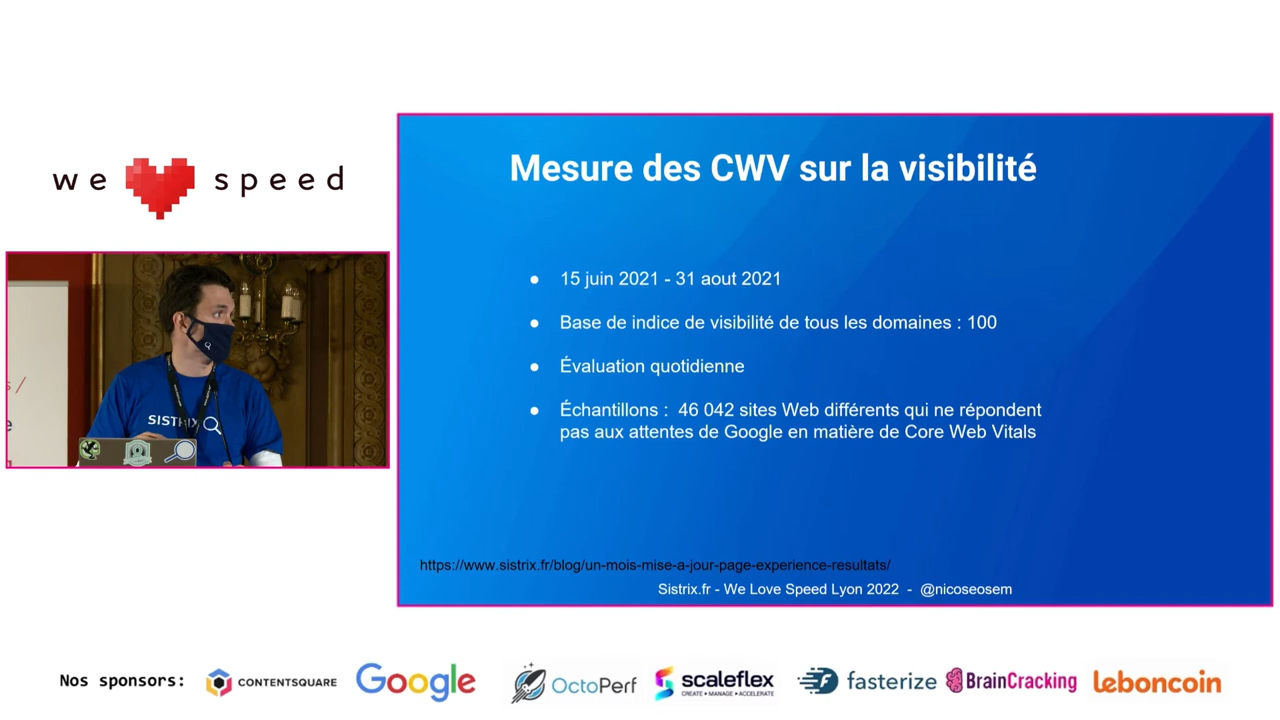 we speed
SISTRIX
Mesure des CWV sur la visibilité
15 juin 2021 - 31 aout 2021
Base de indice de visibilité de tous les domaines : 100
Évaluation quotidienne
Échantillons : 46 042 sites Web différents qui ne répondent
pas aux attentes de Google en matière de Core Web Vitals
https://www.sistrix.fr/blog/un-mois-mise-a-jour-page-experience-resultats/
Sistrix.fr - We Love Speed Lyon 2022 - @nicoseosem
Nos sponsors:
CONTENTSQUARE
Google
OctoPerf
scaleflex
CREATE • MANAGE • ACCELERATE
fasterize
BrainCracking
leboncoin